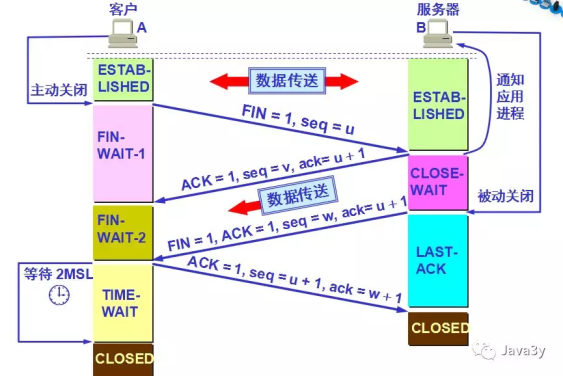 客户
服务器
A
B
主动关闭
ESTAB-
LISHED
数据传送
ESTAB-
LISHED
通知
应用
进程
FIN = 1, seq = u
FIN-
WAIT-1
ACK = 1, seq = v, ack= u + 1
CLOSE-
WAIT
数据传送
被动关闭
FIN-
WAIT-2
FIN = 1, ACK = 1, seq = w, ack= u + 1
LAST-
ACK
等待 2MSL
ACK = 1, seq = u + 1, ack = w + 1
TIME-
WAIT
CLOSED
CLOSED
Java3y